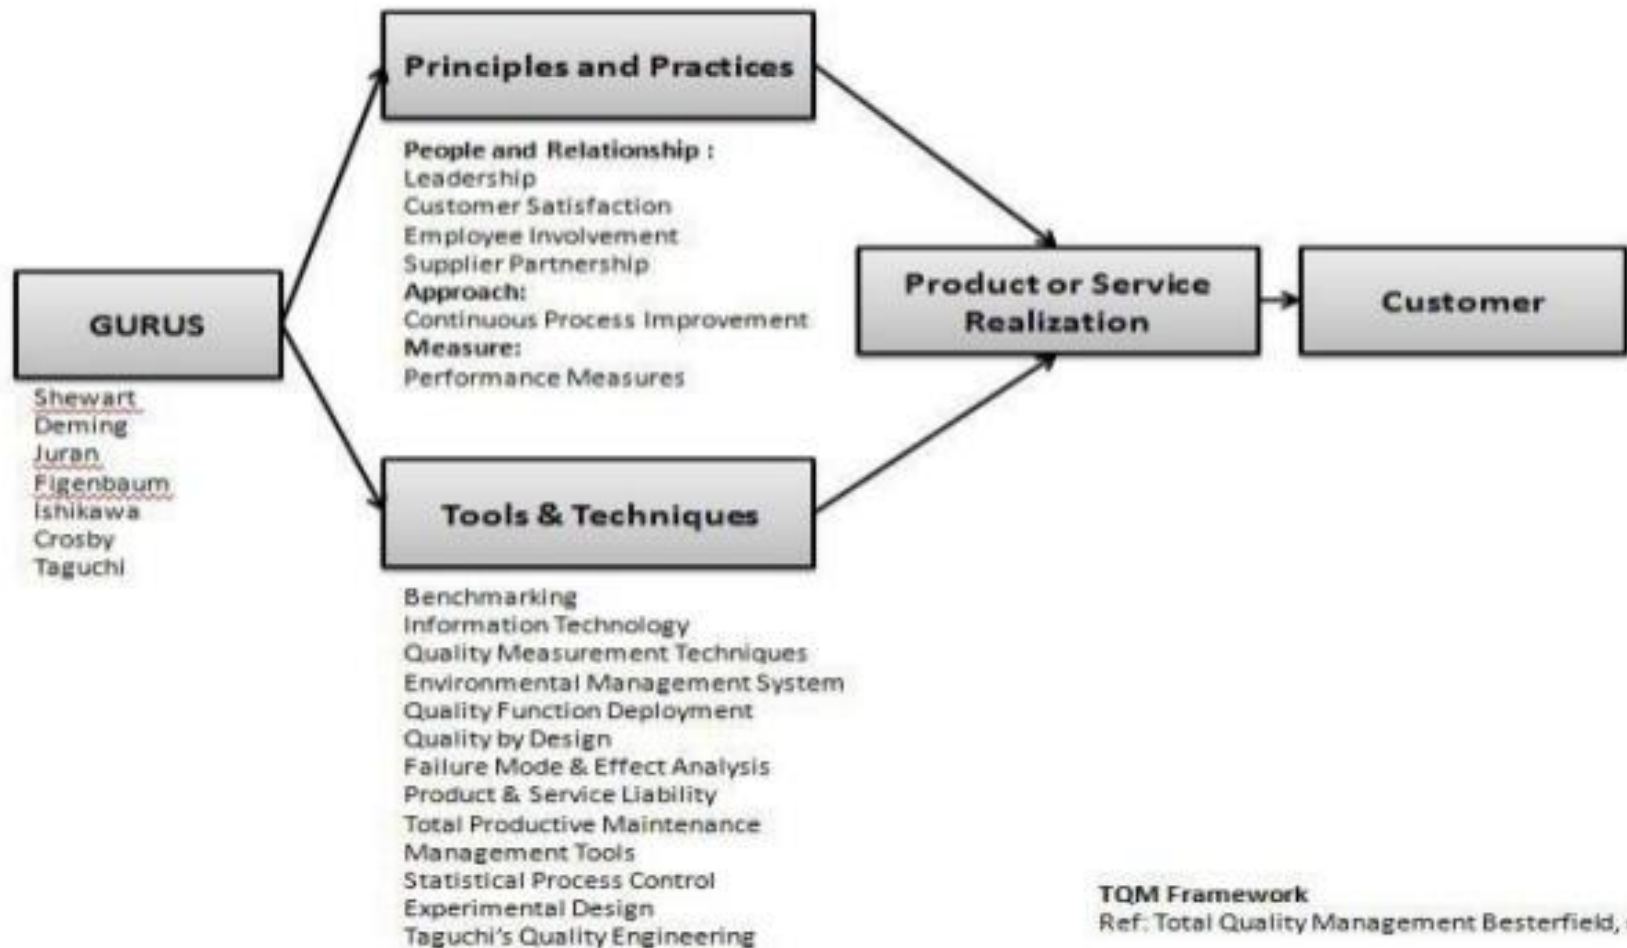 GURUS
Shewart
Deming
Juran
Figenbaum
Ishikawa
Crosby
Taguchi
Principles and Practices
People and Relationship :
Leadership
Customer Satisfaction
Employee Involvement
Supplier Partnership
Approach:
Continuous Process Improvement
Measure:
Performance Measures
Tools & Techniques
Benchmarking
Information Technology
Quality Measurement Techniques
Environmental Management System
Quality Function Deployment
Quality by Design
Failure Mode & Effect Analysis
Product & Service Liability
Total Productive Maintenance
Management Tools
Statistical Process Control
Experimental Design
Taguchi's Quality Engineering
Product or Service
Realization
Customer
TQM Framework
Ref: Total Quality Management Besterfield,